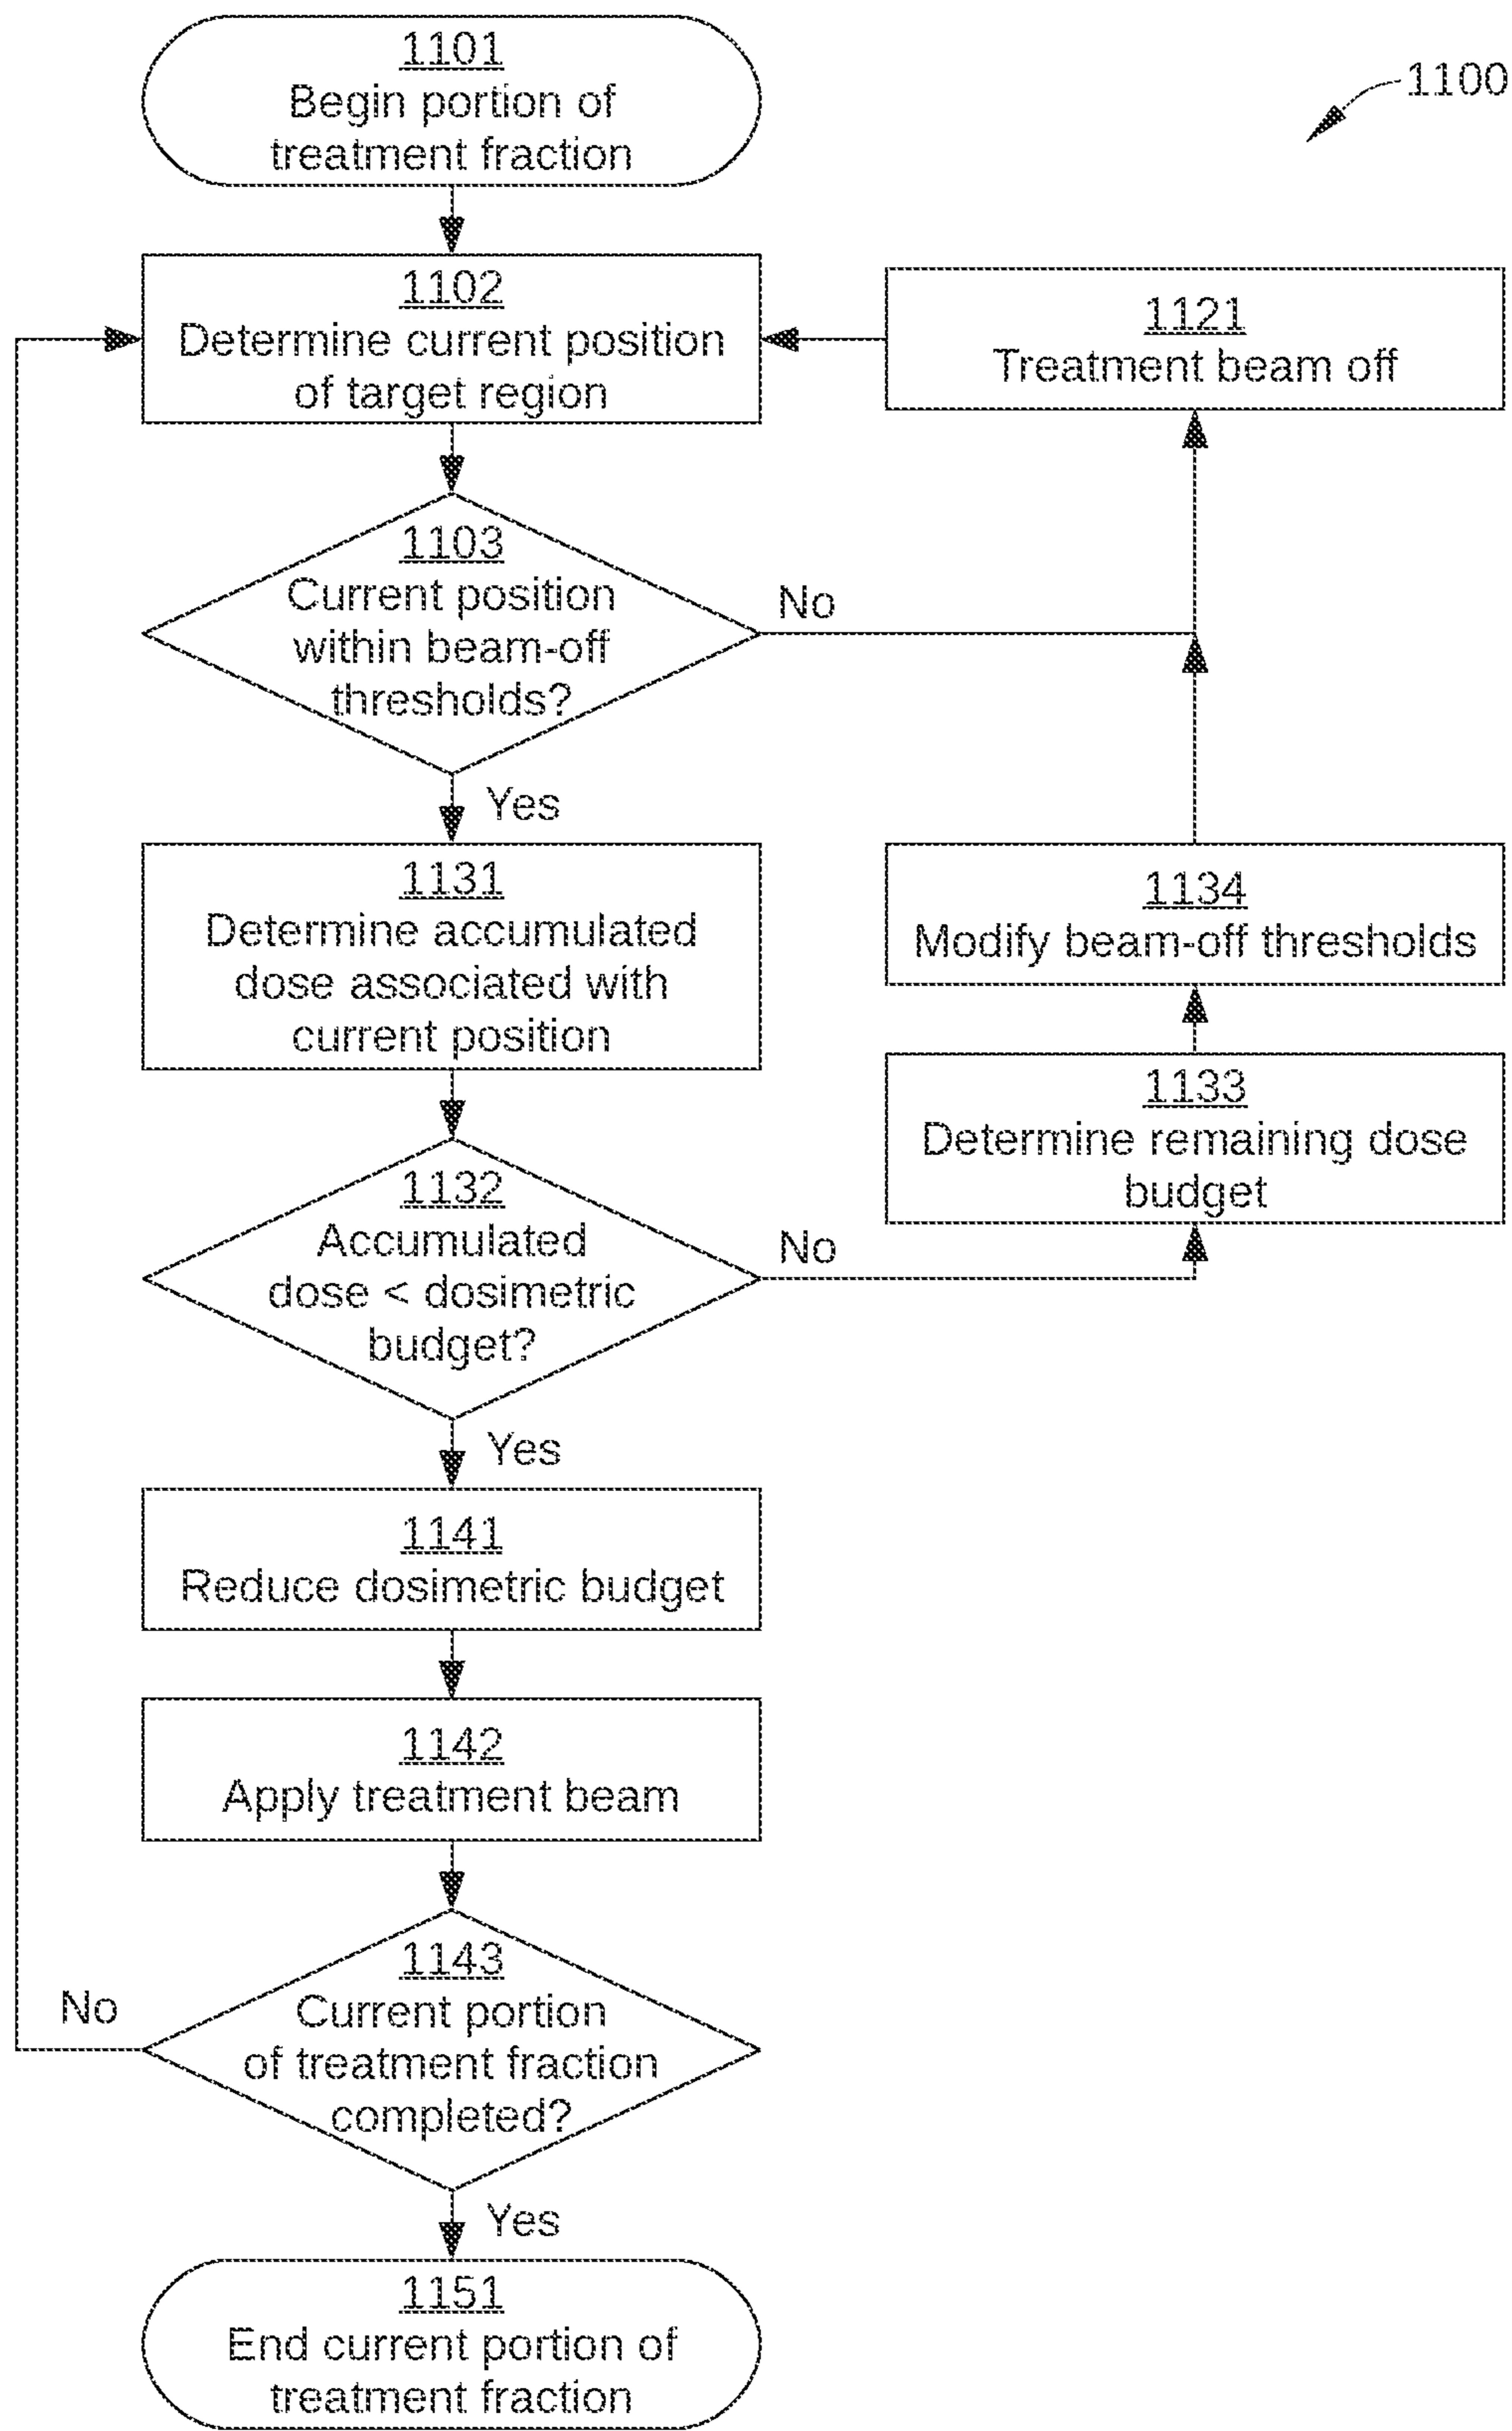 1101
Begin portion of
treatment fraction
1100
1102
Determine current position
of target region
1121
Treatment beam off
1103
Current position
within beam-off
thresholds?
No
Yes
1131
Determine accumulated
dose associated with
current position
1134
Modify beam-off thresholds
1133
Determine remaining dose
budget
1132
Accumulated
dose < dosimetric
budget?
No
Yes
1141
Reduce dosimetric budget
1142
Apply treatment beam
1143
Current portion
of treatment fraction
completed?
No
Yes
1151
End current portion of
treatment fraction